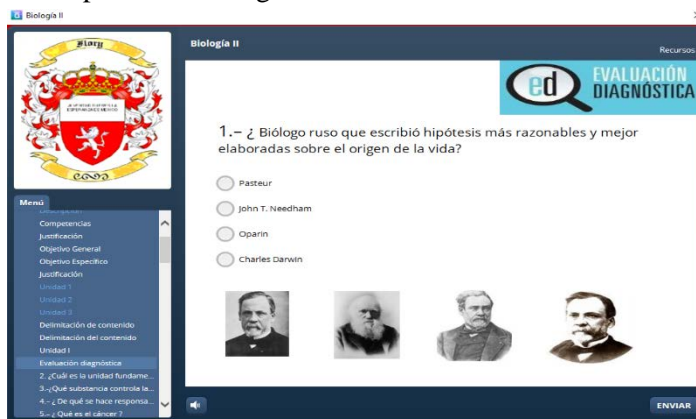 Biología II
Flory
Biología II
Recursos
ed
EVALUACIÓN
DIAGNÓSTICA
1.– ¿ Biólogo ruso que escribió hipótesis más razonables y mejor
elaboradas sobre el origen de la vida?
Pasteur
John T. Needham
Oparin
Charles Darwin
Menú
Competencias
Justificación
Objetivo General
Objetivo Específico
Justificación
Unidad 1
Unidad 2
Unidad 3
Delimitación de contenido
Delimitación del contenido
Unidad I
Evaluación diagnóstica
2. ¿Cuál es la unidad fundame...
3.-¿Qué substancia controla la...
4.– ¿ De qué se hace responsa...
5.– ¿ Qué es el cáncer ?
ENVIAR